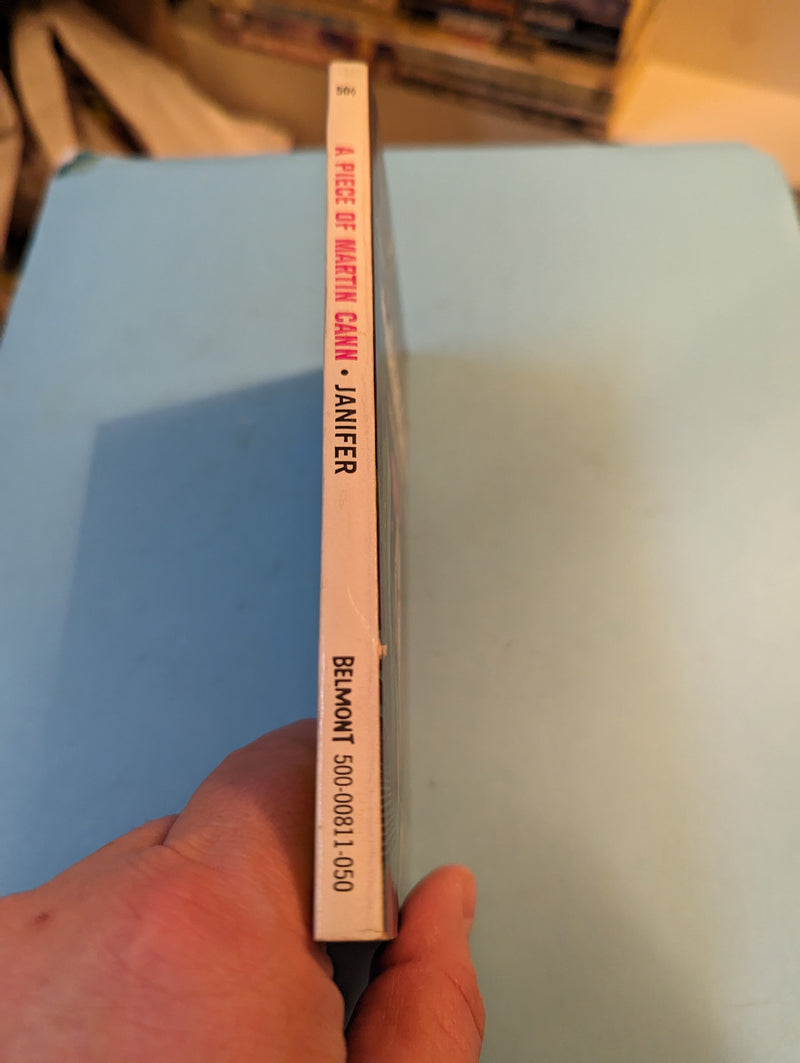 50¢
A PIECE OF MARTIN CANN • JANIFER
BELMONT 500-00811-050